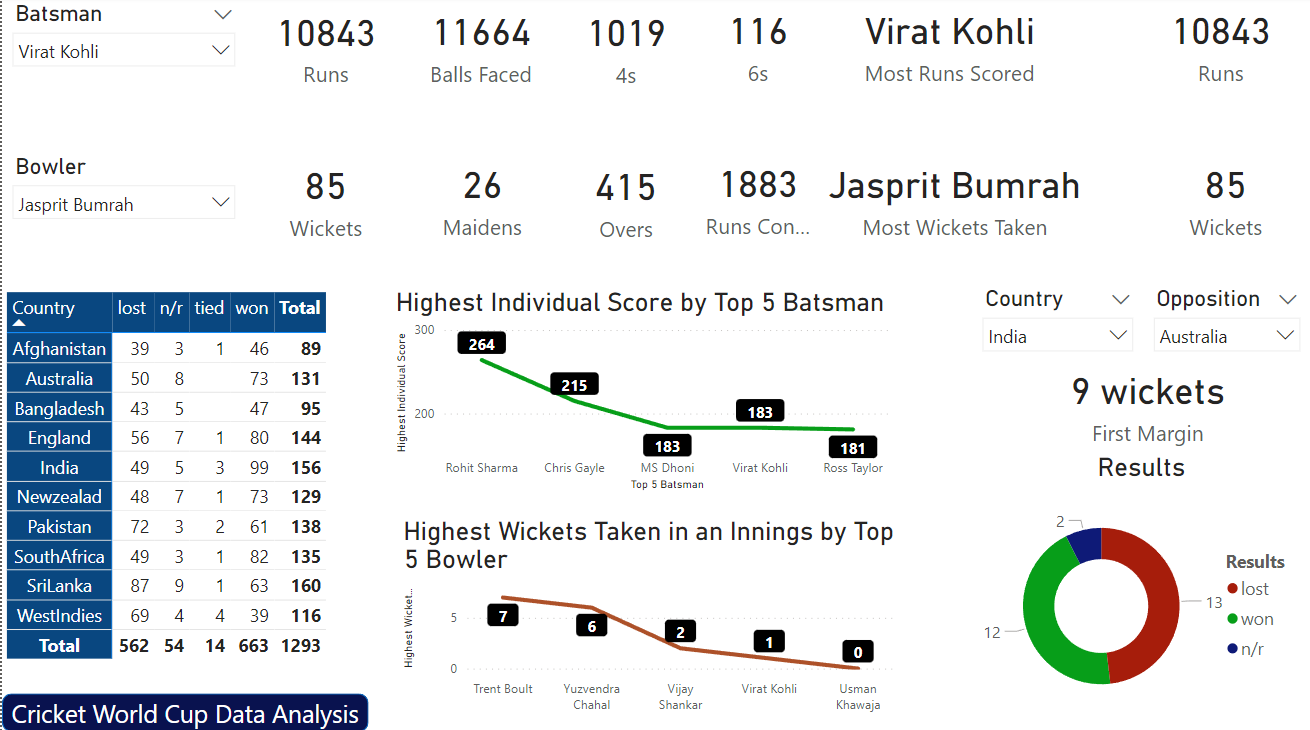 Batsman
Virat Kohli
10843
Runs
11664
Balls Faced
1019
4s
116
6s
Virat Kohli
Most Runs Scored
10843
Runs
Bowler
Jasprit Bumrah
85
Wickets
26
Maidens
415
Overs
1883
Runs Con...
Jasprit Bumrah
Most Wickets Taken
85
Wickets
Country lost n/r tied won Total
Afghanistan 39 3 1 46 89
Australia 50 8 73 131
Bangladesh 43 5 47 95
England 56 7 1 80 144
India 49 5 3 99 156
Newzealad 48 7 1 73 129
Pakistan 72 3 2 61 138
SouthAfrica 49 3 1 82 135
SriLanka 87 9 1 63 160
WestIndies 69 4 4 39 116
Total 562 54 14 663 1293
Cricket World Cup Data Analysis
Highest Individual Score by Top 5 Batsman
Highest Individual Score
300
200
264
215
183
183
181
Rohit Sharma
Chris Gayle
MS Dhoni
Virat Kohli
Ross Taylor
Top 5 Batsman
Highest Wickets Taken in an Innings by Top
5 Bowler
Highest Wicket...
5
0
7
6
2
1
0
Trent Boult
Yuzvendra
Chahal
Vijay
Shankar
Virat Kohli
Usman
Khawaja
Country
India
Opposition
Australia
9 wickets
First Margin
Results
2
13
12
Results
lost
won
n/r